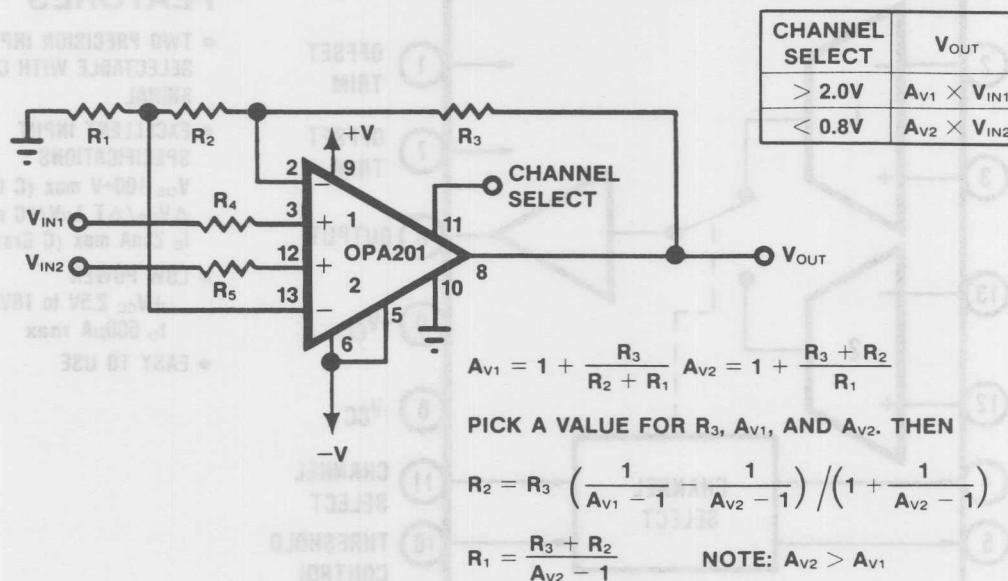 CHANNEL SELECT VOUT
> 2.0V AV1 × VIN1
< 0.8V AV2 × VIN2
R1 R2 R3
+V
2 9
− 
CHANNEL SELECT
R4
VIN1 3 + 1 11
VIN2 12 + OPA201 8 VOUT
R5
13 − 2 10
5
6
−V
AV1 = 1 + R3 / (R2 + R1) AV2 = 1 + (R3 + R2) / R1
PICK A VALUE FOR R3, AV1, AND AV2. THEN
R2 = R3 (1 / (AV1 − 1) − 1 / (AV2 − 1)) / (1 + 1 / (AV2 − 1))
R1 = (R3 + R2) / (AV2 − 1) NOTE: AV2 > AV1